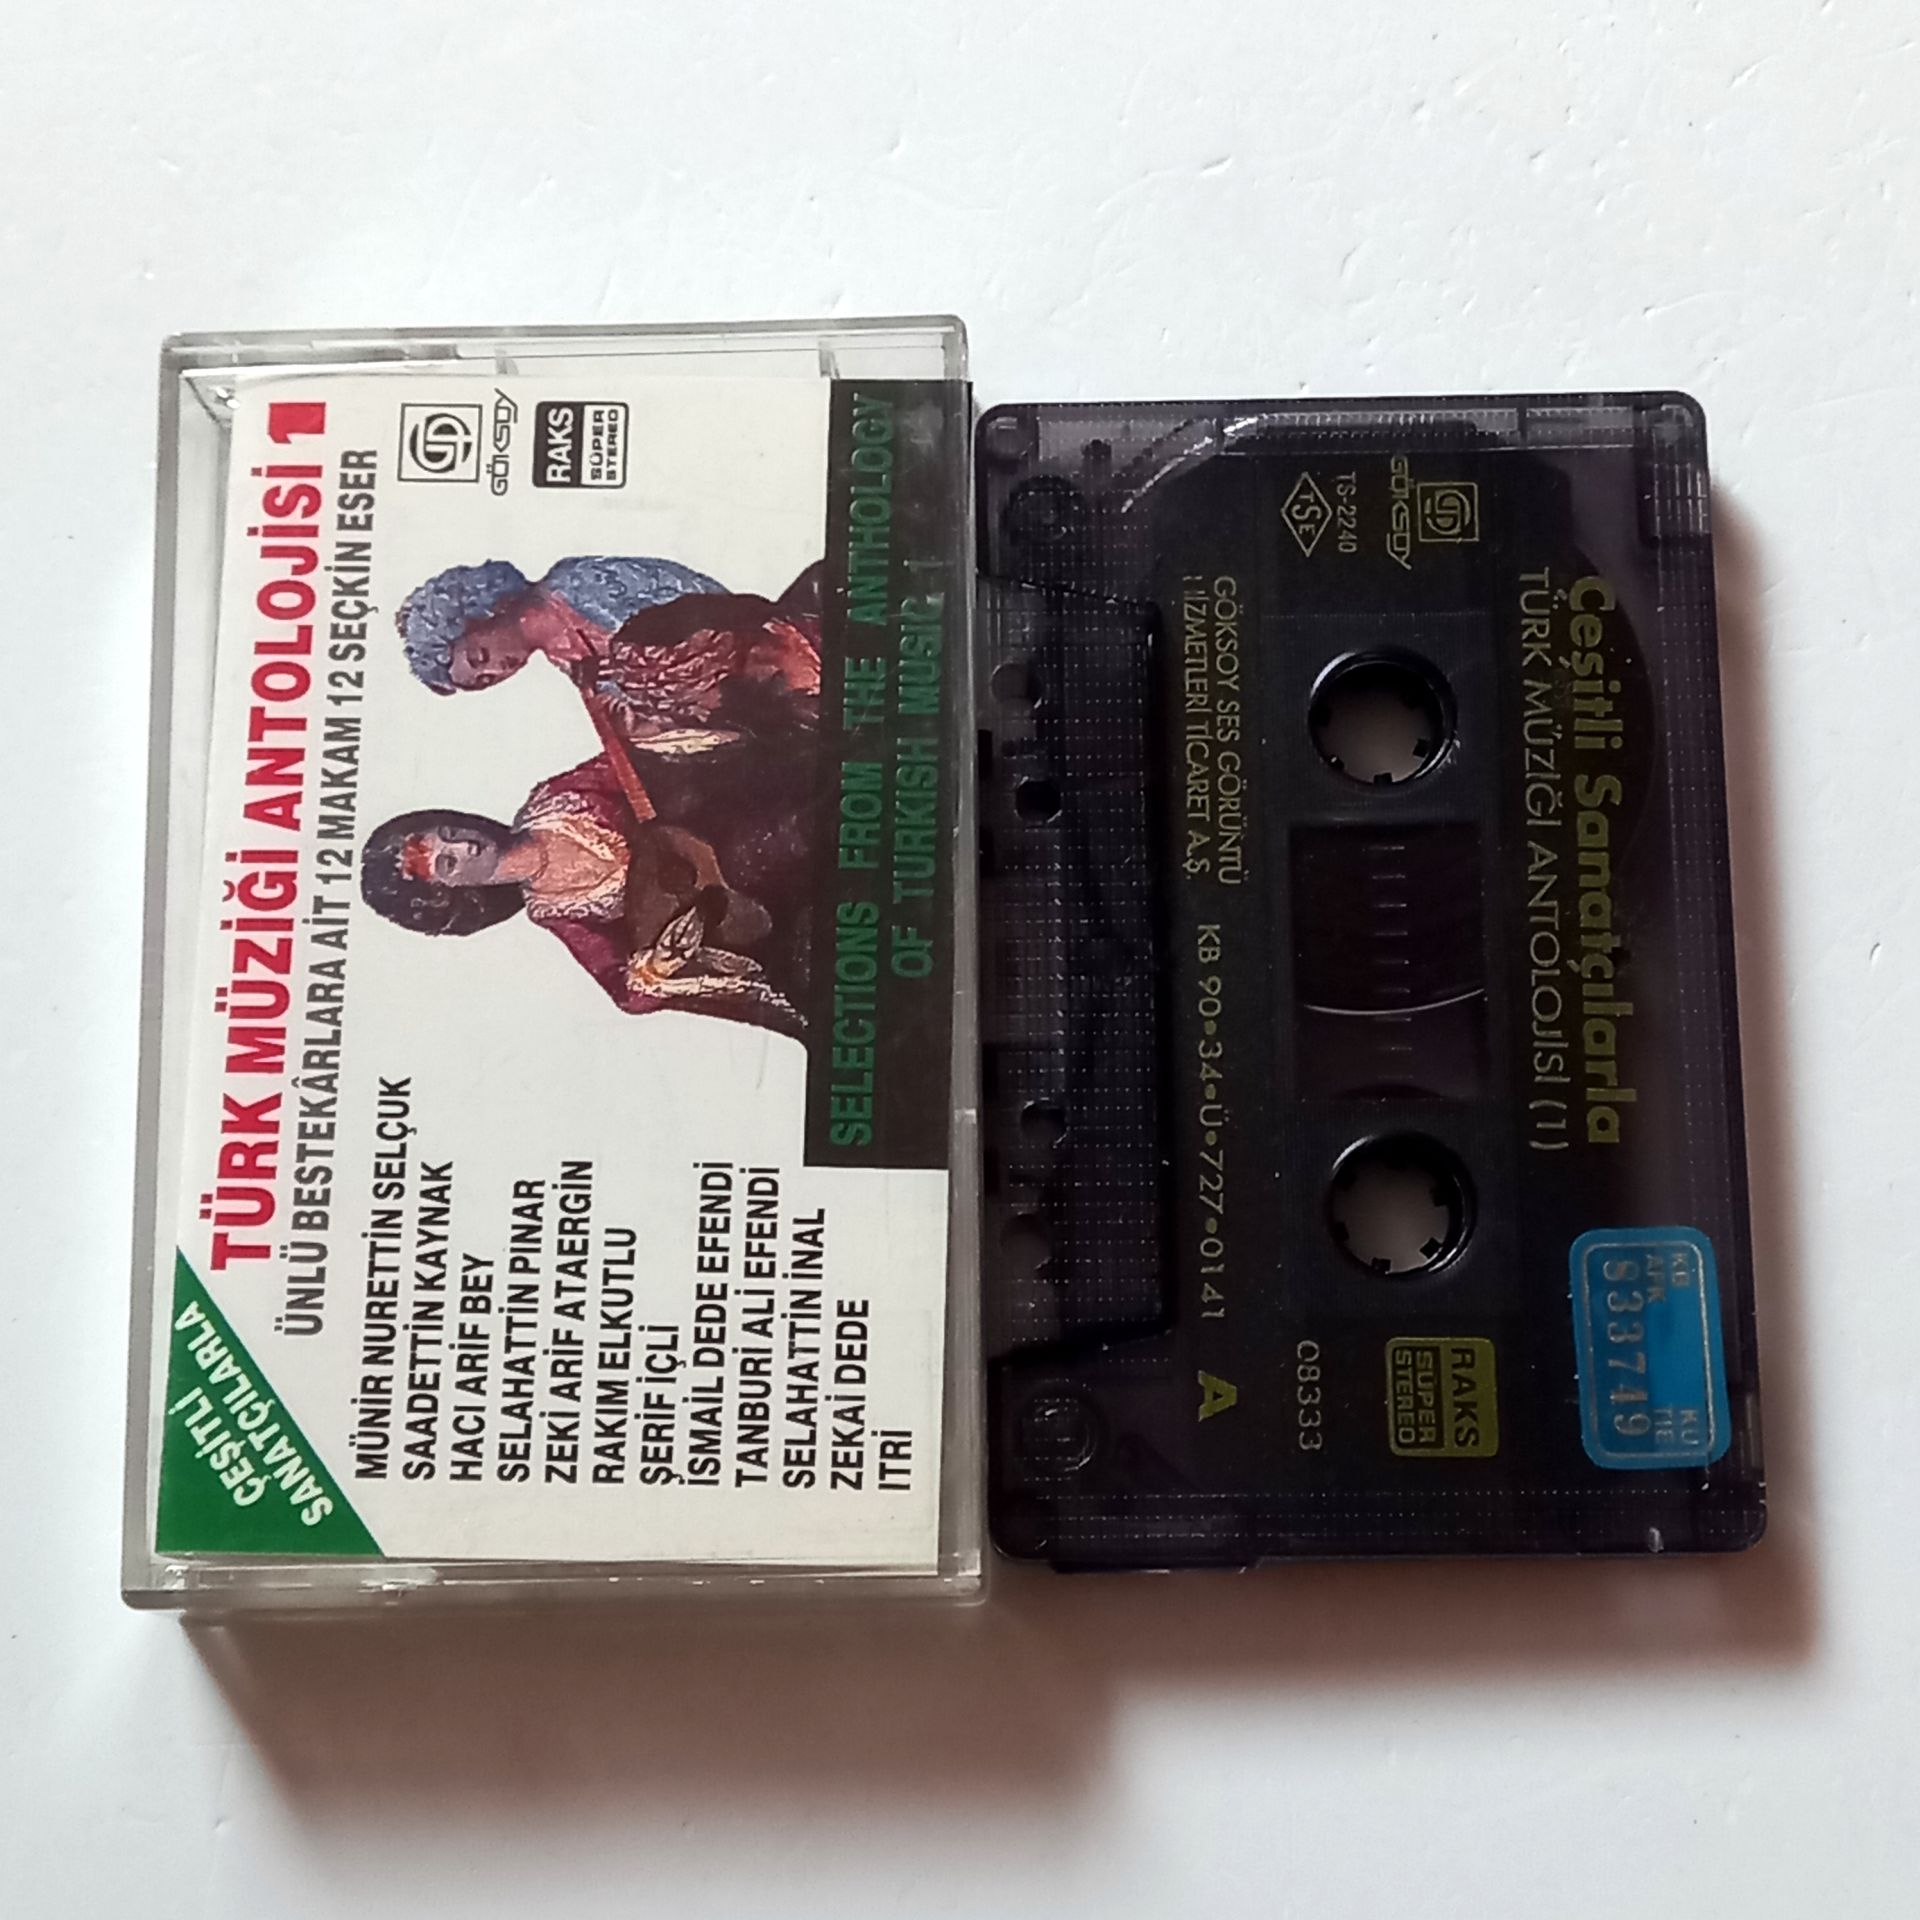 ÇEŞİTLİ
SANATÇILARLA
TÜRK MÜZİĞİ ANTOLOJİSİ 1
ÜNLÜ BESTEKÂRLARA AİT 12 MAKAM 12 SEÇKİN ESER
GÖKSOY
RAKS
SÜPER
STEREO
MÜNİR NURETTİN SELÇUK
SAADETTİN KAYNAK
HACI ARİF BEY
SELAHATTİN PINAR
ZEKİ ARİF ATAERGİN
RAKIM ELKUTLU
ŞERİF İÇLİ
İSMAİL DEDE EFENDİ
TANBURİ ALİ EFENDİ
SELAHATTİN İNAL
ZEKAİ DEDE
ITRİ
SELECTIONS FROM THE ANTHOLOGY
OF TURKISH MUSIC 1
Çeşitli Sanatçılarla
TÜRK MÜZİĞİ ANTOLOJİSİ (1)
GÖKSOY
TS-2240
TSE
KB APK
833749
KÜ TİE
RAKS
SÜPER
STEREO
08333
GÖKSOY SES GÖRÜNTÜ
HİZMETLERİ TİCARET A.Ş
KB 90•34•Ü•727•0141
A